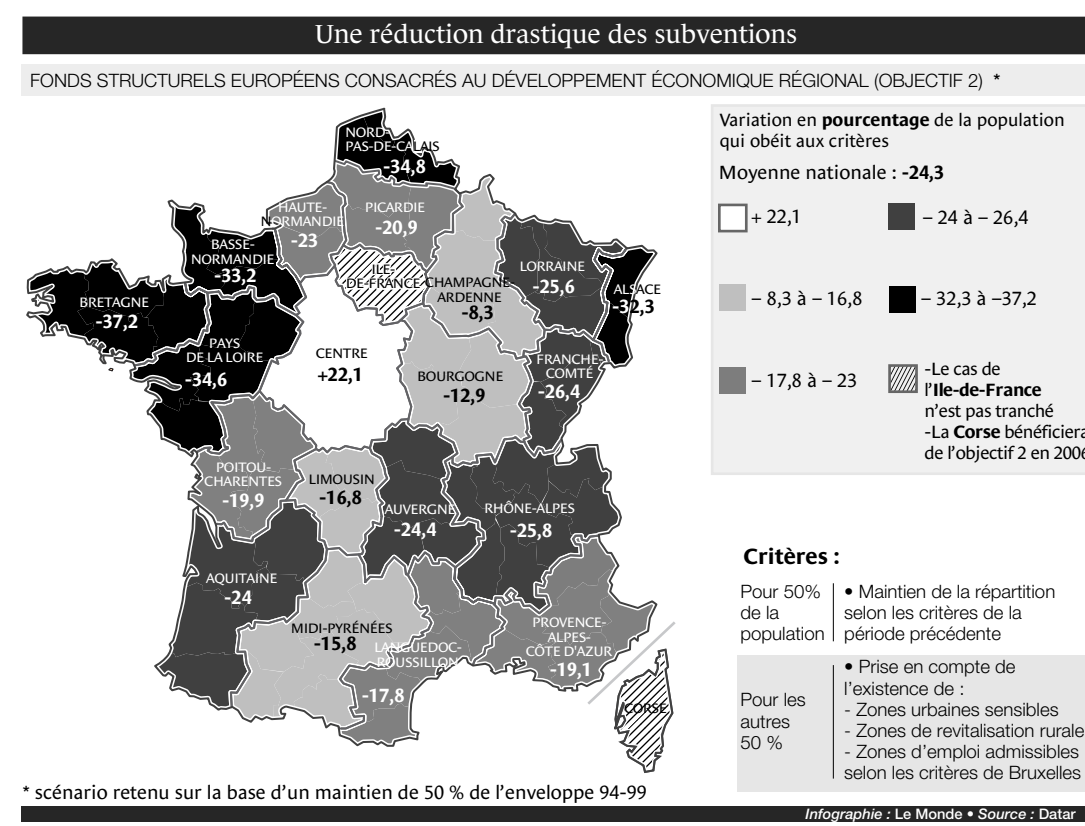 Une réduction drastique des subventions
FONDS STRUCTURELS EUROPÉENS CONSACRÉS AU DÉVELOPPEMENT ÉCONOMIQUE RÉGIONAL (OBJECTIF 2) *
NORD-
PAS-DE-CALAIS
-34,8
HAUTE-
NORMANDIE
-23
PICARDIE
-20,9
BASSE-
NORMANDIE
-33,2
ILE-
DE-FRANCE
CHAMPAGNE-
ARDENNE
-8,3
LORRAINE
-25,6
ALSACE
-32,3
BRETAGNE
-37,2
PAYS
DE LA LOIRE
-34,6
CENTRE
+22,1
BOURGOGNE
-12,9
FRANCHE-
COMTÉ
-26,4
POITOU-
CHARENTES
-19,9
LIMOUSIN
-16,8
AUVERGNE
-24,4
RHÔNE-ALPES
-25,8
AQUITAINE
-24
MIDI-PYRÉNÉES
-15,8
LANGUEDOC-
ROUSSILLON
-17,8
PROVENCE-
ALPES-
CÔTE D'AZUR
-19,1
CORSE
* scénario retenu sur la base d'un maintien de 50 % de l'enveloppe 94-99
Variation en pourcentage de la population
qui obéit aux critères
Moyenne nationale : -24,3
+ 22,1
– 24 à – 26,4
– 8,3 à – 16,8
– 32,3 à –37,2
– 17,8 à – 23
-Le cas de
l'Ile-de-France
n'est pas tranché
-La Corse bénéficiera
de l'objectif 2 en 2006
Critères :
Pour 50%
de la
population
• Maintien de la répartition
selon les critères de la
période précédente
Pour les
autres
50 %
• Prise en compte de
l'existence de :
- Zones urbaines sensibles
- Zones de revitalisation rurale
- Zones d'emploi admissibles
selon les critères de Bruxelles
Infographie : Le Monde • Source : Datar